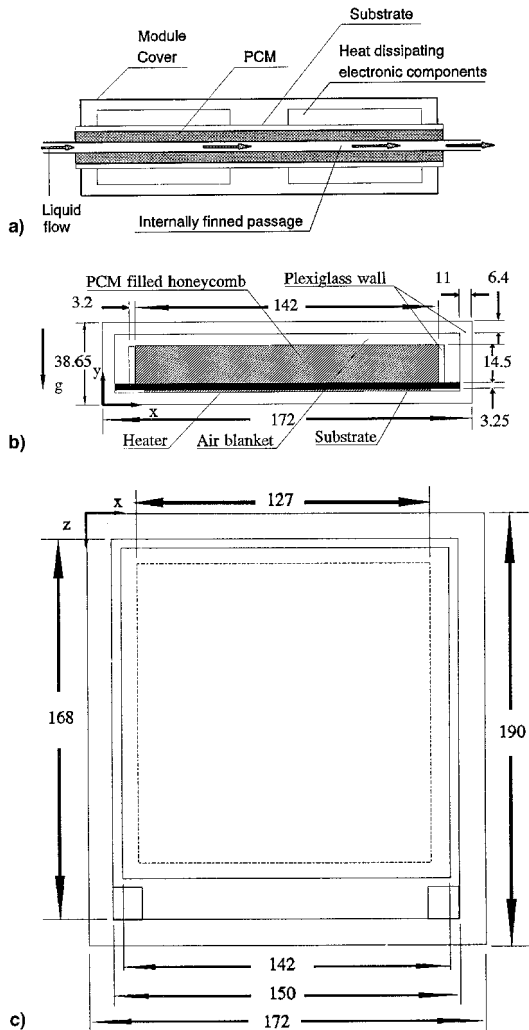 Substrate
Module
Cover
PCM
Heat dissipating
electronic components
Liquid
flow
Internally finned passage
a)
PCM filled honeycomb
Plexiglass wall
11
6.4
3.2
142
38.65
g
y
x
14.5
172
3.25
b)
Heater
Air blanket
Substrate
x
z
127
168
190
142
150
172
c)